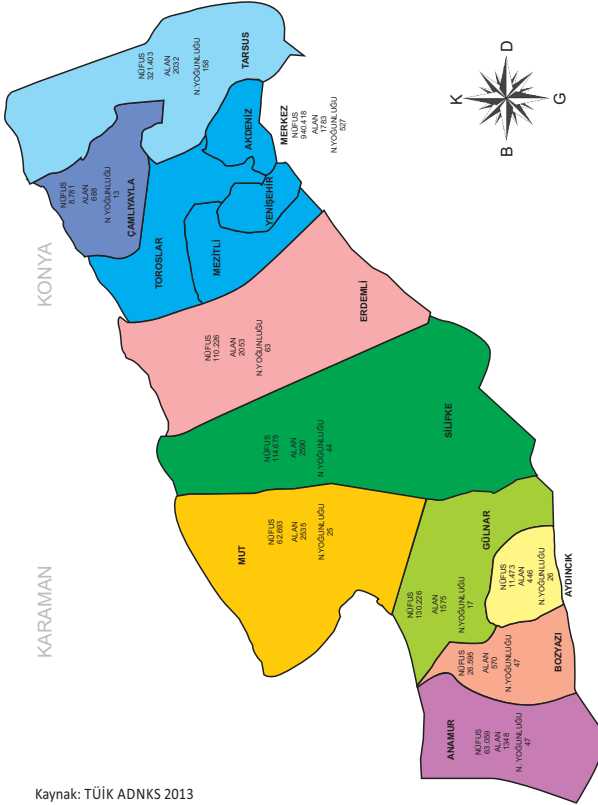 KONYA
KARAMAN
NÜFUS
321.403
ALAN
2032
N.YOĞUNLUĞU
158
TARSUS
NÜFUS
8.781
ALAN
688
N.YOĞUNLUĞU
13
ÇAMLIYAYLA
TOROSLAR
AKDENİZ
YENİŞEHİR
MEZİTLİ
MERKEZ
NÜFUS
940.418
ALAN
1783
N.YOĞUNLUĞU
527
NÜFUS
110.226
ALAN
2053
N.YOĞUNLUĞU
63
ERDEMLİ
NÜFUS
114.675
ALAN
2590
N.YOĞUNLUĞU
44
SİLİFKE
MUT
NÜFUS
62.693
ALAN
2535
N.YOĞUNLUĞU
25
NÜFUS
130.226
ALAN
1575
N.YOĞUNLUĞU
17
GÜLNAR
NÜFUS
11.473
ALAN
446
N.YOĞUNLUĞU
26
AYDINCIK
NÜFUS
26.595
ALAN
570
N.YOĞUNLUĞU
47
BOZYAZI
ANAMUR
NÜFUS
63.059
ALAN
1348
N. YOĞUNLUĞU
47
K
B
D
G
Kaynak: TÜİK ADNKS 2013